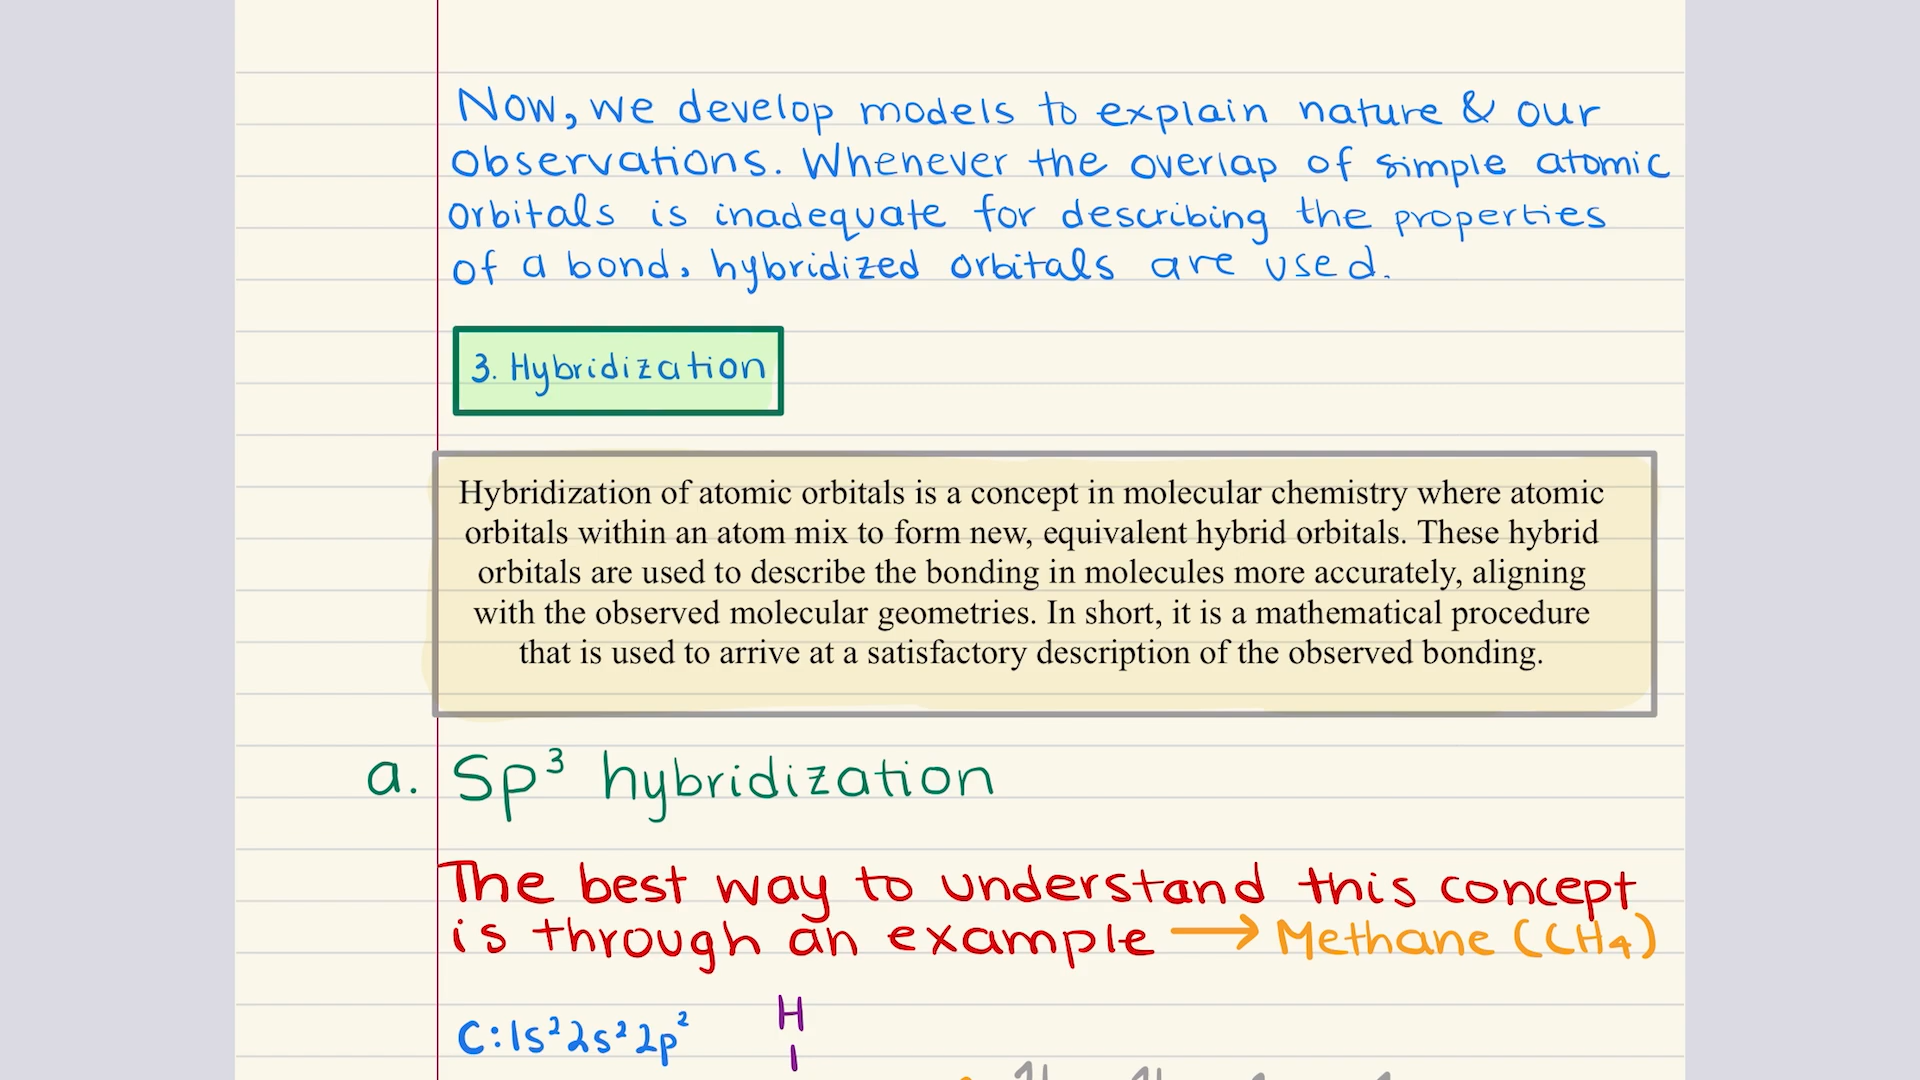 Now, we develop models to explain nature & our
observations. Whenever the overlap of simple atomic
orbitals is inadequate for describing the properties
of a bond, hybridized orbitals are used.
3. Hybridization
Hybridization of atomic orbitals is a concept in molecular chemistry where atomic
orbitals within an atom mix to form new, equivalent hybrid orbitals. These hybrid
orbitals are used to describe the bonding in molecules more accurately, aligning
with the observed molecular geometries. In short, it is a mathematical procedure
that is used to arrive at a satisfactory description of the observed bonding.
a. Sp³ hybridization
The best way to understand this concept
is through an example → Methane (CH₄)
C: 1s² 2s² 2p²
H